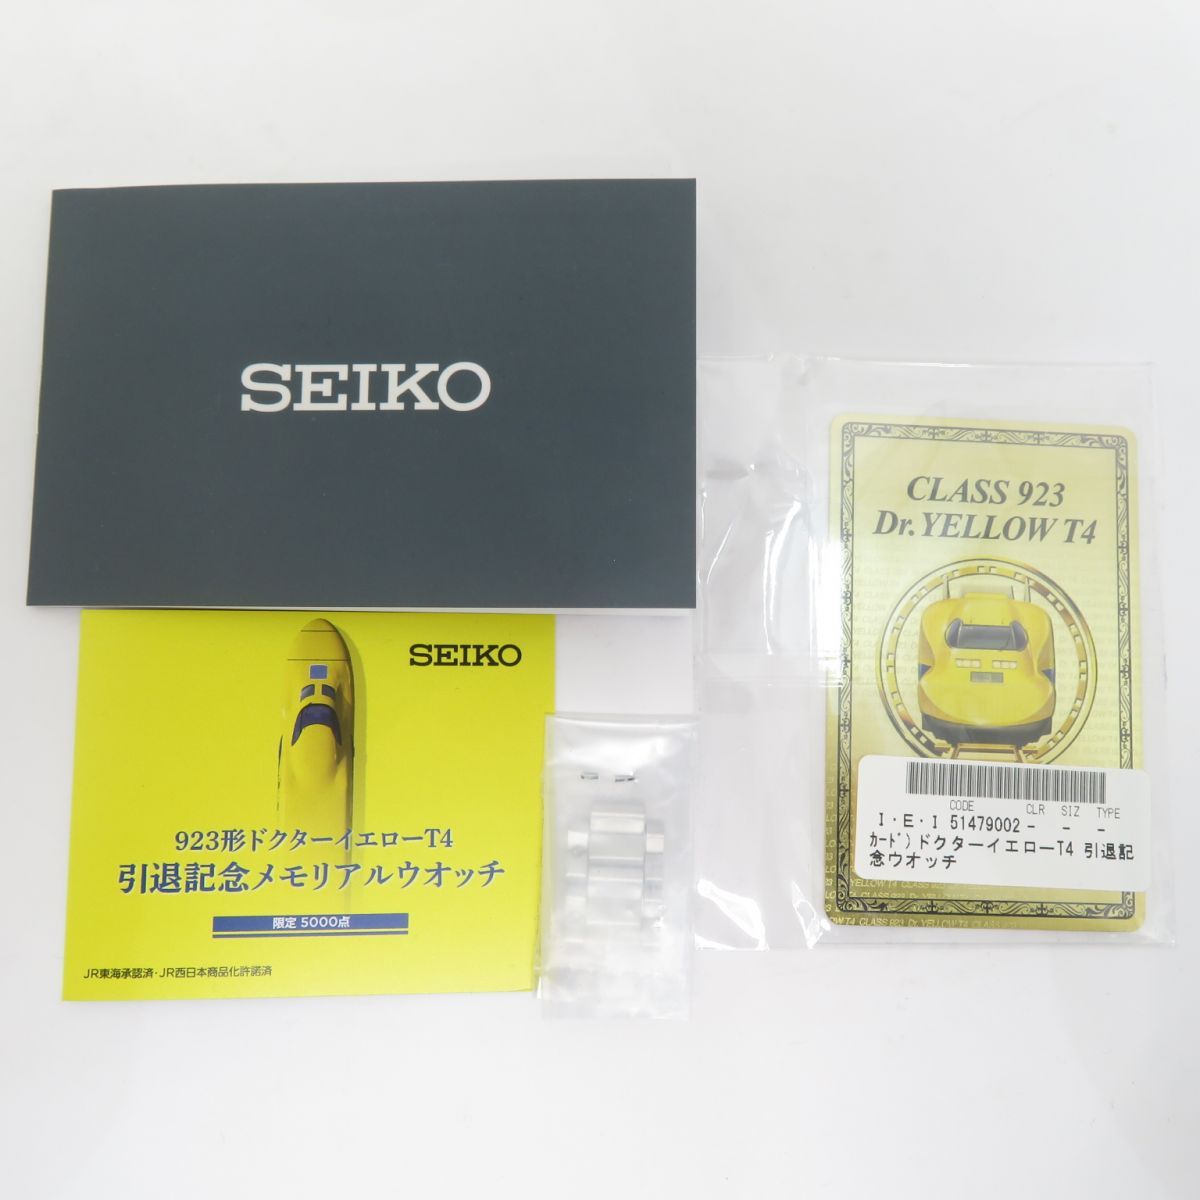 SEIKO
SEIKO
923形ドクターイエローT4
引退記念メモリアルウオッチ
限定 5000点
JR東海承認済・JR西日本商品化許諾済
CLASS 923
Dr.YELLOW T4
CODE CLR SIZ TYPE
I・E・I 51479002 - - -
ｶｰﾄﾞ)ドクターイエローT4 引退記
念ウオッチ